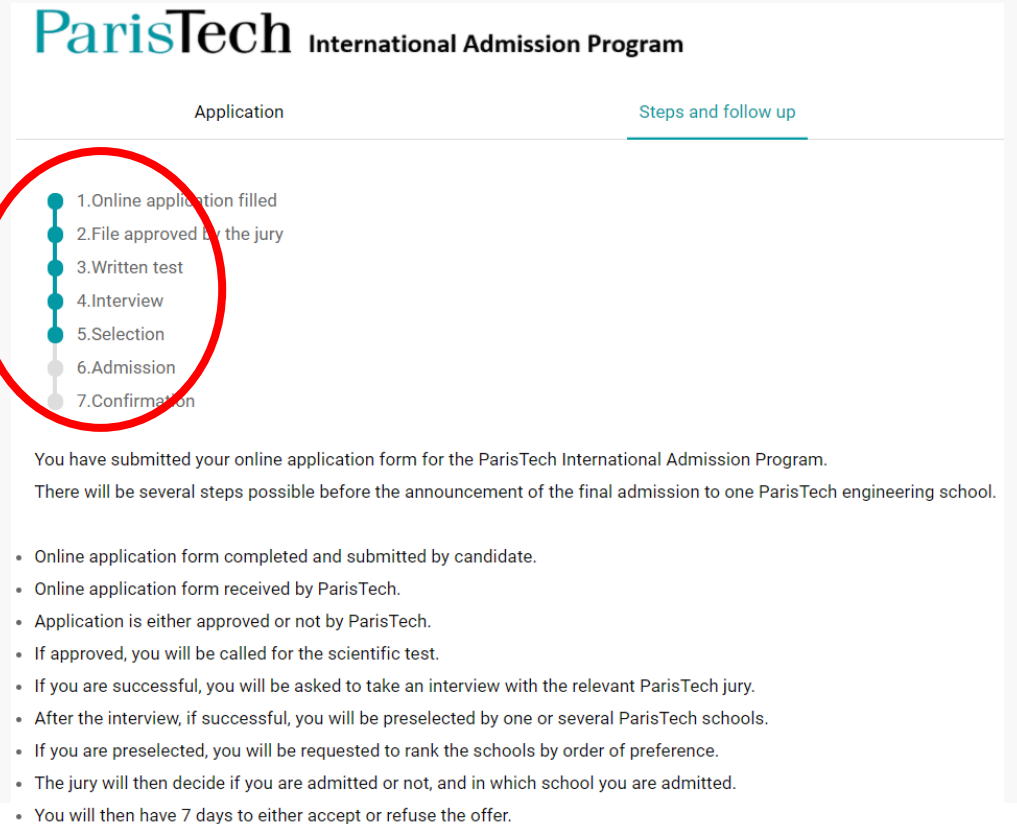 ParisTech International Admission Program
Application Steps and follow up
1.Online application filled
2.File approved by the jury
3.Written test
4.Interview
5.Selection
6.Admission
7.Confirmation
You have submitted your online application form for the ParisTech International Admission Program.
There will be several steps possible before the announcement of the final admission to one ParisTech engineering school.
• Online application form completed and submitted by candidate.
• Online application form received by ParisTech.
• Application is either approved or not by ParisTech.
• If approved, you will be called for the scientific test.
• If you are successful, you will be asked to take an interview with the relevant ParisTech jury.
• After the interview, if successful, you will be preselected by one or several ParisTech schools.
• If you are preselected, you will be requested to rank the schools by order of preference.
• The jury will then decide if you are admitted or not, and in which school you are admitted.
• You will then have 7 days to either accept or refuse the offer.